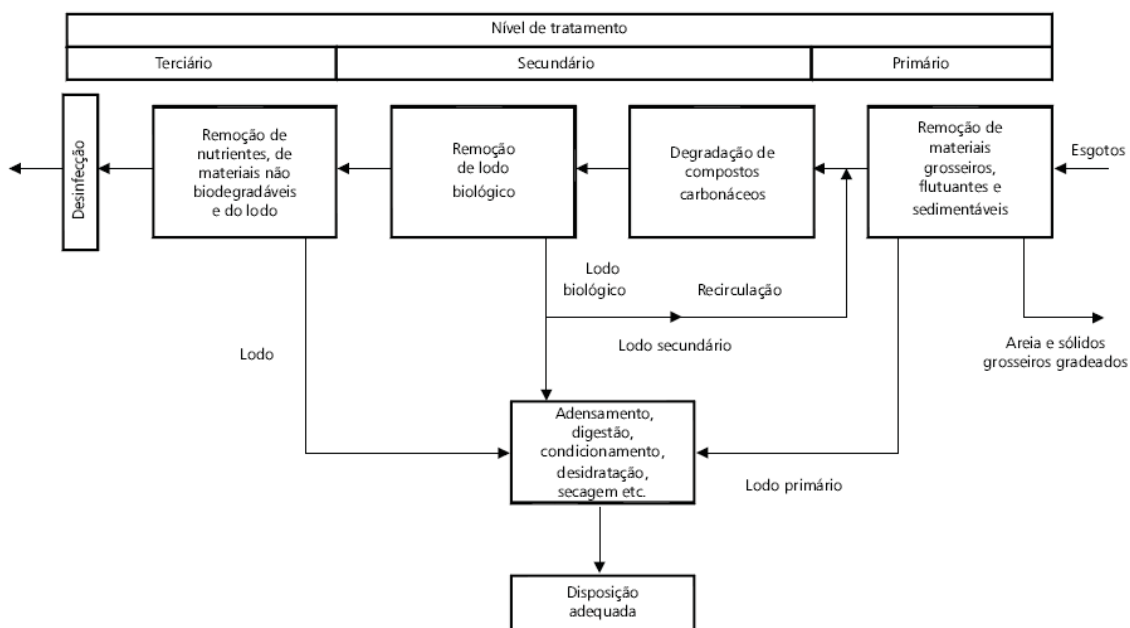 Nível de tratamento
Terciário
Secundário
Primário
Desinfecção
Remoção de
nutrientes, de
materiais não
biodegradáveis
e do lodo
Remoção
de lodo
biológico
Degradação de
compostos
carbonáceos
Remoção de
materiais
grosseiros,
flutuantes e
sedimentáveis
Esgotos
Lodo
biológico
Recirculação
Lodo secundário
Lodo
Areia e sólidos
grosseiros gradeados
Adensamento,
digestão,
condicionamento,
desidratação,
secagem etc.
Lodo primário
Disposição
adequada